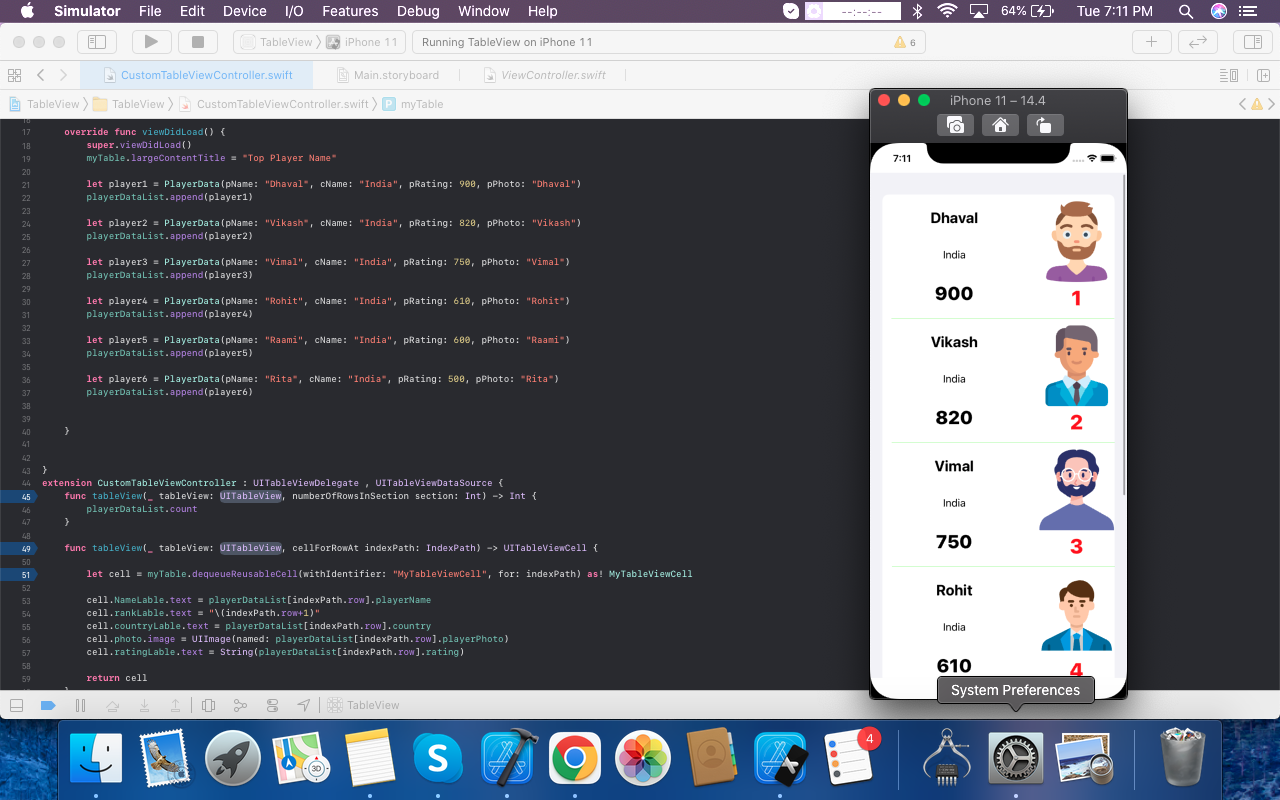 Simulator File Edit Device I/O Features Debug Window Help --:--:-- 64% Tue 7:11 PM
TableView iPhone 11 Running TableView on iPhone 11 6
CustomTableViewController.swift Main.storyboard ViewController.swift
TableView TableView CustomTableViewController.swift P myTable
16
17 override func viewDidLoad() {
18 super.viewDidLoad()
19 myTable.largeContentTitle = "Top Player Name"
20
21 let player1 = PlayerData(pName: "Dhaval", cName: "India", pRating: 900, pPhoto: "Dhaval")
22 playerDataList.append(player1)
23
24 let player2 = PlayerData(pName: "Vikash", cName: "India", pRating: 820, pPhoto: "Vikash")
25 playerDataList.append(player2)
26
27 let player3 = PlayerData(pName: "Vimal", cName: "India", pRating: 750, pPhoto: "Vimal")
28 playerDataList.append(player3)
29
30 let player4 = PlayerData(pName: "Rohit", cName: "India", pRating: 610, pPhoto: "Rohit")
31 playerDataList.append(player4)
32
33 let player5 = PlayerData(pName: "Raami", cName: "India", pRating: 600, pPhoto: "Raami")
34 playerDataList.append(player5)
35
36 let player6 = PlayerData(pName: "Rita", cName: "India", pRating: 500, pPhoto: "Rita")
37 playerDataList.append(player6)
38
39
40 }
41
42
43 }
44 extension CustomTableViewController : UITableViewDelegate , UITableViewDataSource {
45 func tableView(_ tableView: UITableView, numberOfRowsInSection section: Int) -> Int {
46 playerDataList.count
47 }
48
49 func tableView(_ tableView: UITableView, cellForRowAt indexPath: IndexPath) -> UITableViewCell {
50
51 let cell = myTable.dequeueReusableCell(withIdentifier: "MyTableViewCell", for: indexPath) as! MyTableViewCell
52
53 cell.NameLable.text = playerDataList[indexPath.row].playerName
54 cell.rankLable.text = "\(indexPath.row+1)"
55 cell.countryLable.text = playerDataList[indexPath.row].country
56 cell.photo.image = UIImage(named: playerDataList[indexPath.row].playerPhoto)
57 cell.ratingLable.text = String(playerDataList[indexPath.row].rating)
58
59 return cell
TableView
iPhone 11 – 14.4
7:11
Dhaval
India
900
1
Vikash
India
820
2
Vimal
India
750
3
Rohit
India
610
4
System Preferences
3D
4